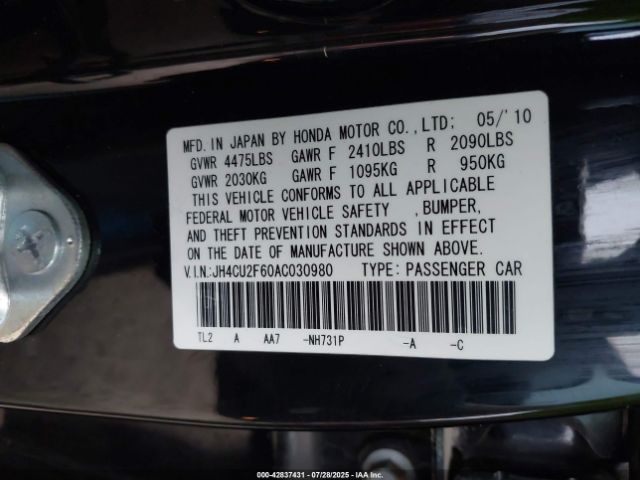 MFD. IN JAPAN BY HONDA MOTOR CO.,LTD; 05/'10
GVWR 4475LBS GAWR F 2410LBS R 2090LBS
GVWR 2030KG GAWR F 1095KG R 950KG
THIS VEHICLE CONFORMS TO ALL APPLICABLE
FEDERAL MOTOR VEHICLE SAFETY ,BUMPER,
AND THEFT PREVENTION STANDARDS IN EFFECT
ON THE DATE OF MANUFACTURE SHOWN ABOVE.
V.I.N:JH4CU2F60AC030980 TYPE: PASSENGER CAR
TL2 A AA7 -NH731P -A -C
000-42837431 - 07/28/2025 - IAAI.COM